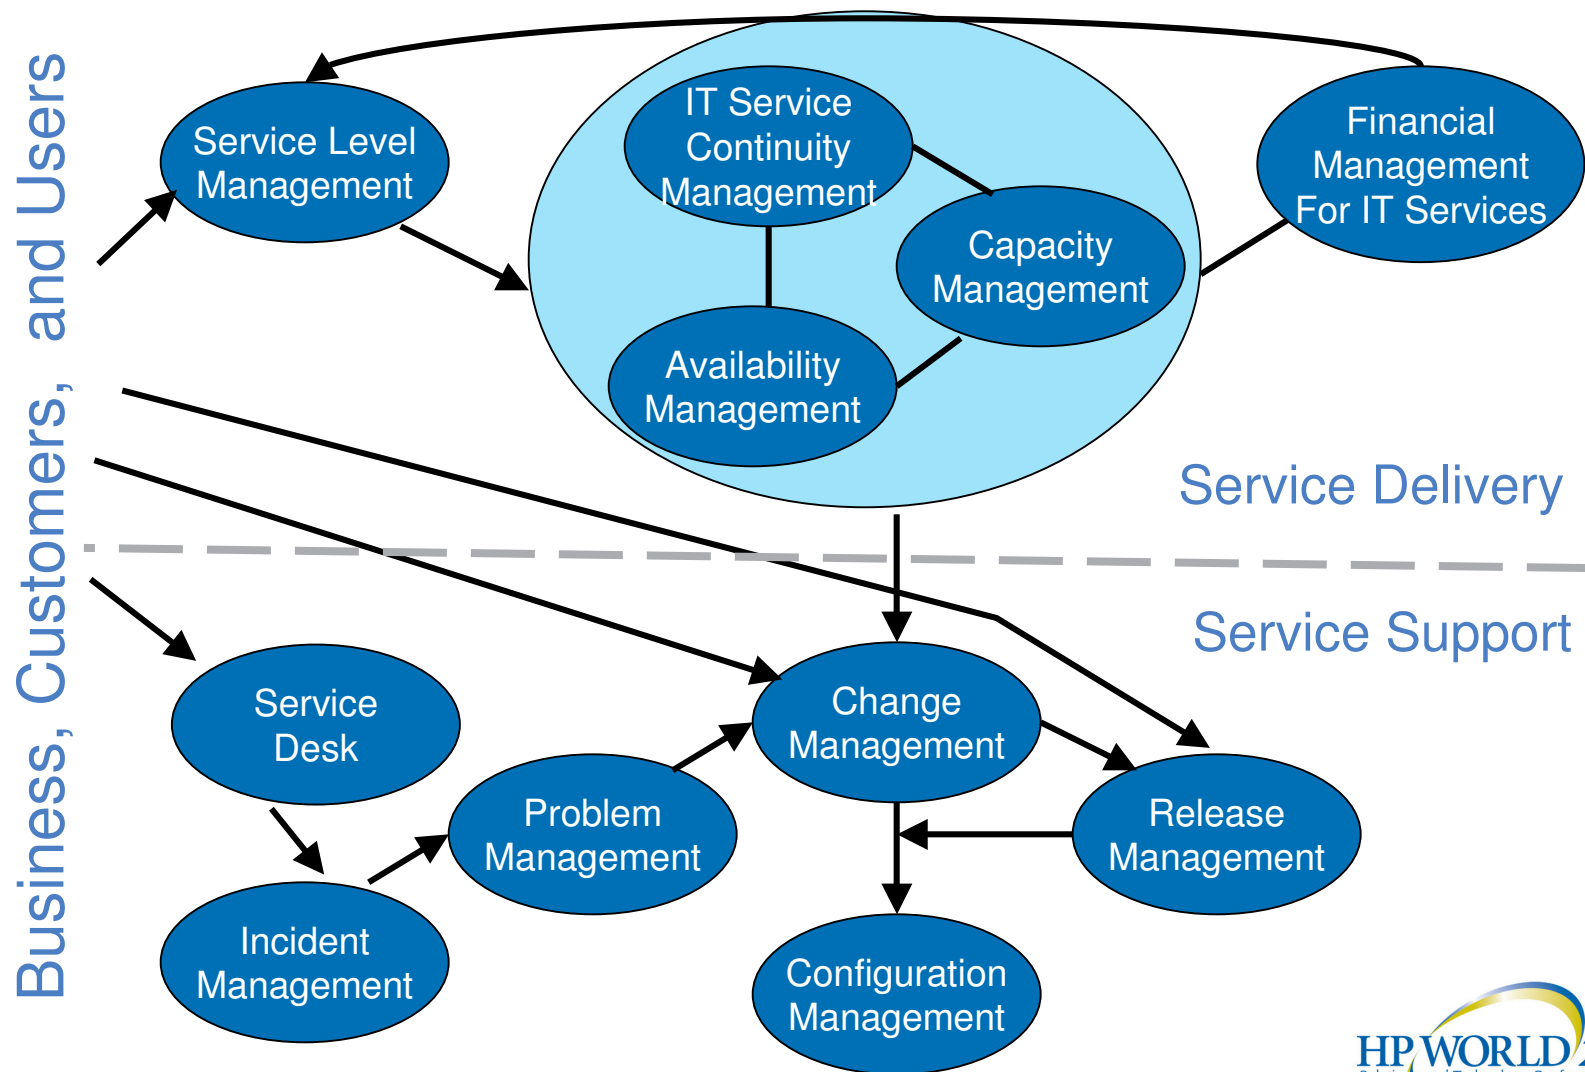 Business, Customers, and Users
Service Level
Management
IT Service
Continuity
Management
Capacity
Management
Availability
Management
Financial
Management
For IT Services
Service Delivery
Service Support
Service
Desk
Incident
Management
Problem
Management
Change
Management
Release
Management
Configuration
Management
HP WORLD